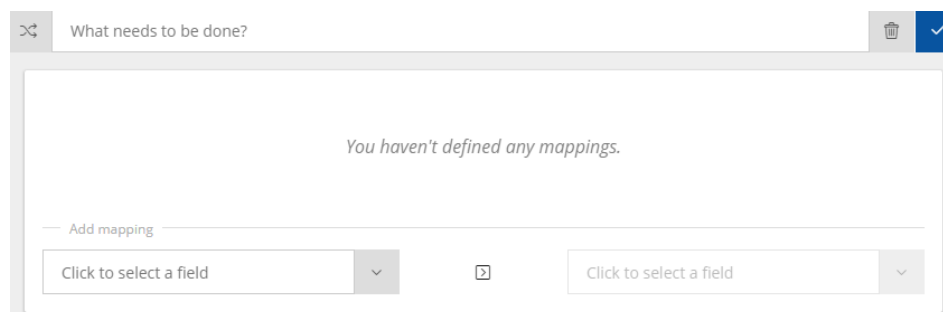 What needs to be done?
You haven't defined any mappings.
Add mapping
Click to select a field
Click to select a field